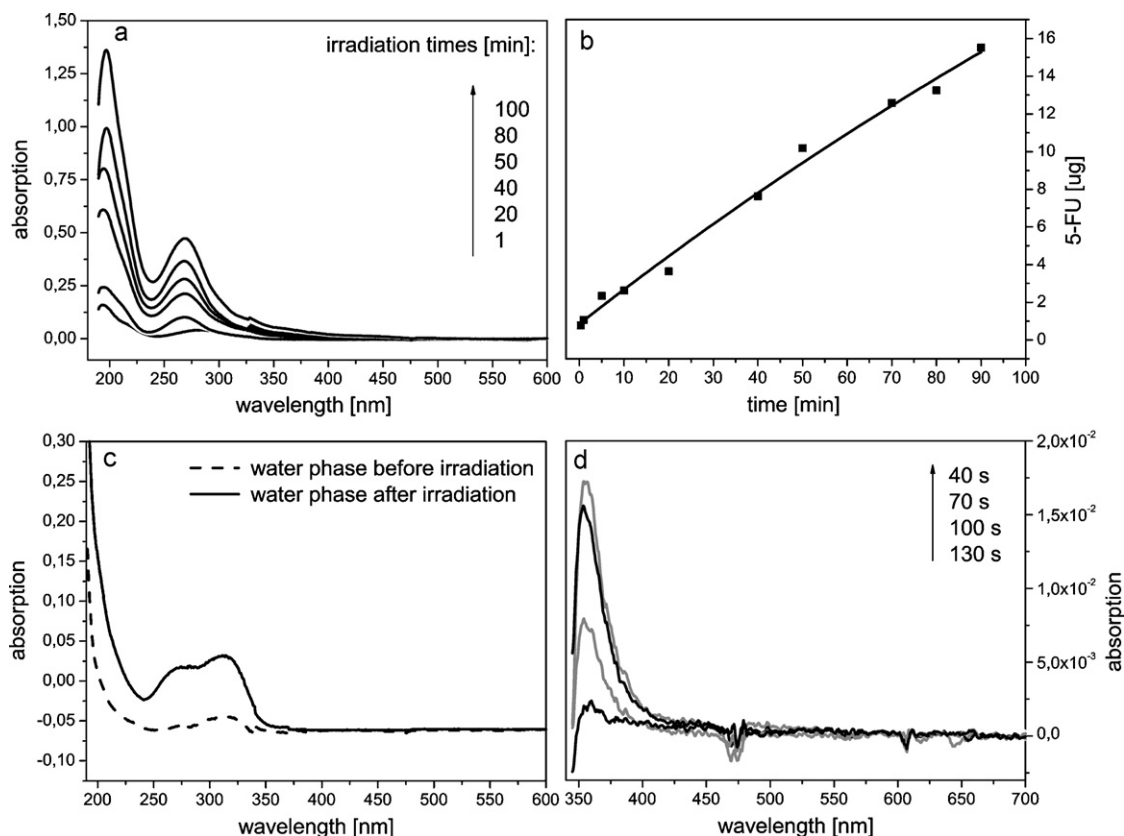 a
irradiation times [min]:
100
80
50
40
20
1
1,50
1,25
1,00
0,75
0,50
0,25
0,00
absorption
200 250 300 350 400 450 500 550 600
wavelength [nm]
b
16
14
12
10
8
6
4
2
0
5-FU [ug]
0 10 20 30 40 50 60 70 80 90 100
time [min]
c
water phase before irradiation
water phase after irradiation
0,30
0,25
0,20
0,15
0,10
0,05
0,00
-0,05
-0,10
absorption
200 250 300 350 400 450 500 550 600
wavelength [nm]
d
40 s
70 s
100 s
130 s
2,0x10-2
1,5x10-2
1,0x10-2
5,0x10-3
0,0
absorption
350 400 450 500 550 600 650 700
wavelength [nm]